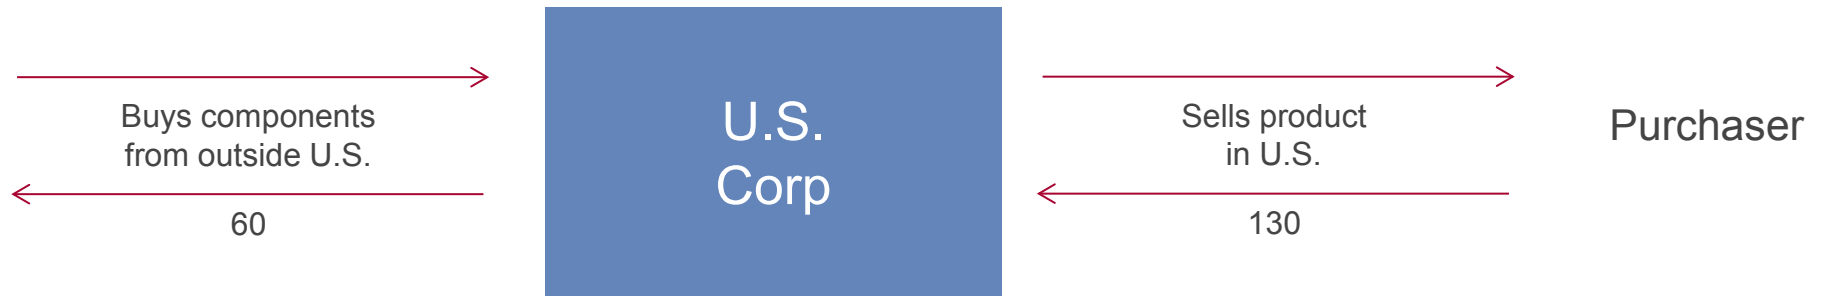 Buys components
from outside U.S.
60
U.S.
Corp
Sells product
in U.S.
130
Purchaser